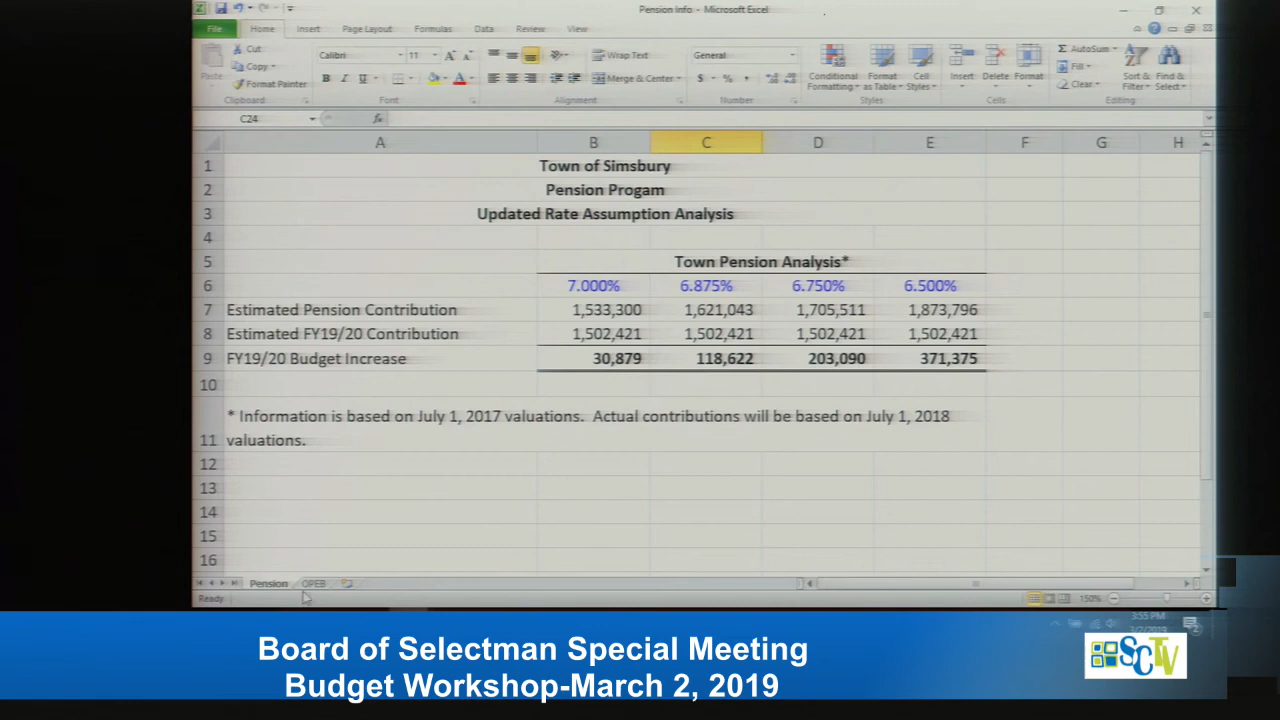 Pension Info - Microsoft Excel
File Home Insert Page Layout Formulas Data Review View
Cut
Copy
Format Painter
Paste
Calibri 11
B I U
Wrap Text
Merge & Center
General
$ % ,
Conditional Formatting
Format as Table
Cell Styles
Insert Delete Format
AutoSum
Fill
Clear
Sort & Filter
Find & Select
Clipboard Font Alignment Number Styles Cells Editing
C24 fx
A B C D E F G H
1 Town of Simsbury
2 Pension Progam
3 Updated Rate Assumption Analysis
4
5 Town Pension Analysis*
6 7.000% 6.875% 6.750% 6.500%
7 Estimated Pension Contribution 1,533,300 1,621,043 1,705,511 1,873,796
8 Estimated FY19/20 Contribution 1,502,421 1,502,421 1,502,421 1,502,421
9 FY19/20 Budget Increase 30,879 118,622 203,090 371,375
10
* Information is based on July 1, 2017 valuations. Actual contributions will be based on July 1, 2018
11 valuations.
12
13
14
15
16
Pension OPEB
Ready 150%
3:55 PM
3/2/2019
Board of Selectman Special Meeting
Budget Workshop-March 2, 2019
SCTV